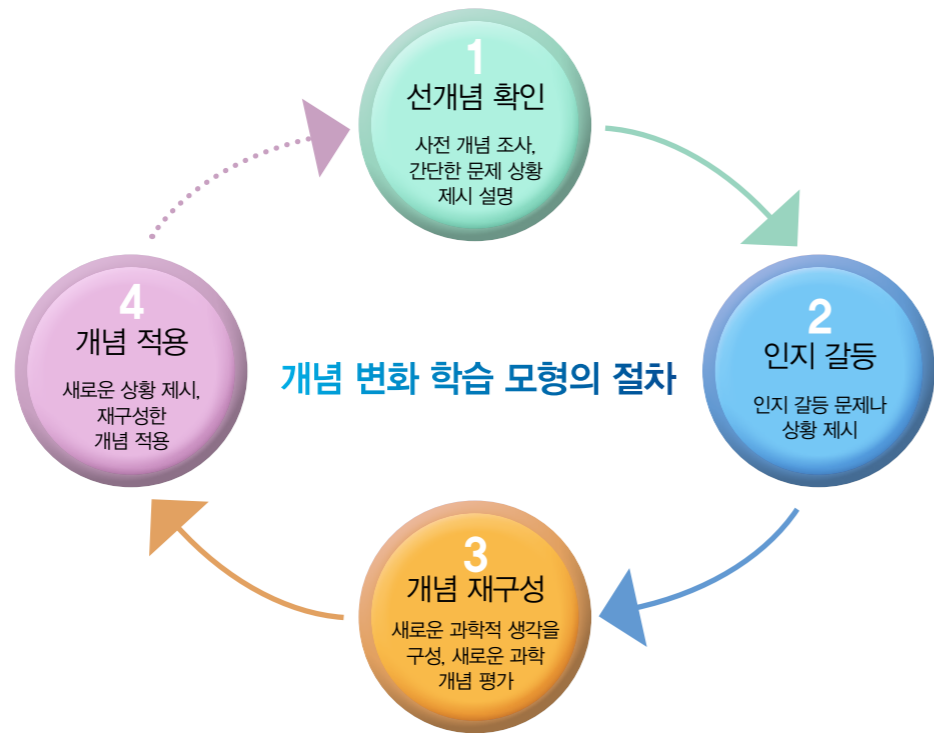 1
선개념 확인
사전 개념 조사,
간단한 문제 상황
제시 설명
2
인지 갈등
인지 갈등 문제나
상황 제시
3
개념 재구성
새로운 과학적 생각을
구성, 새로운 과학
개념 평가
4
개념 적용
새로운 상황 제시,
재구성한
개념 적용
개념 변화 학습 모형의 절차